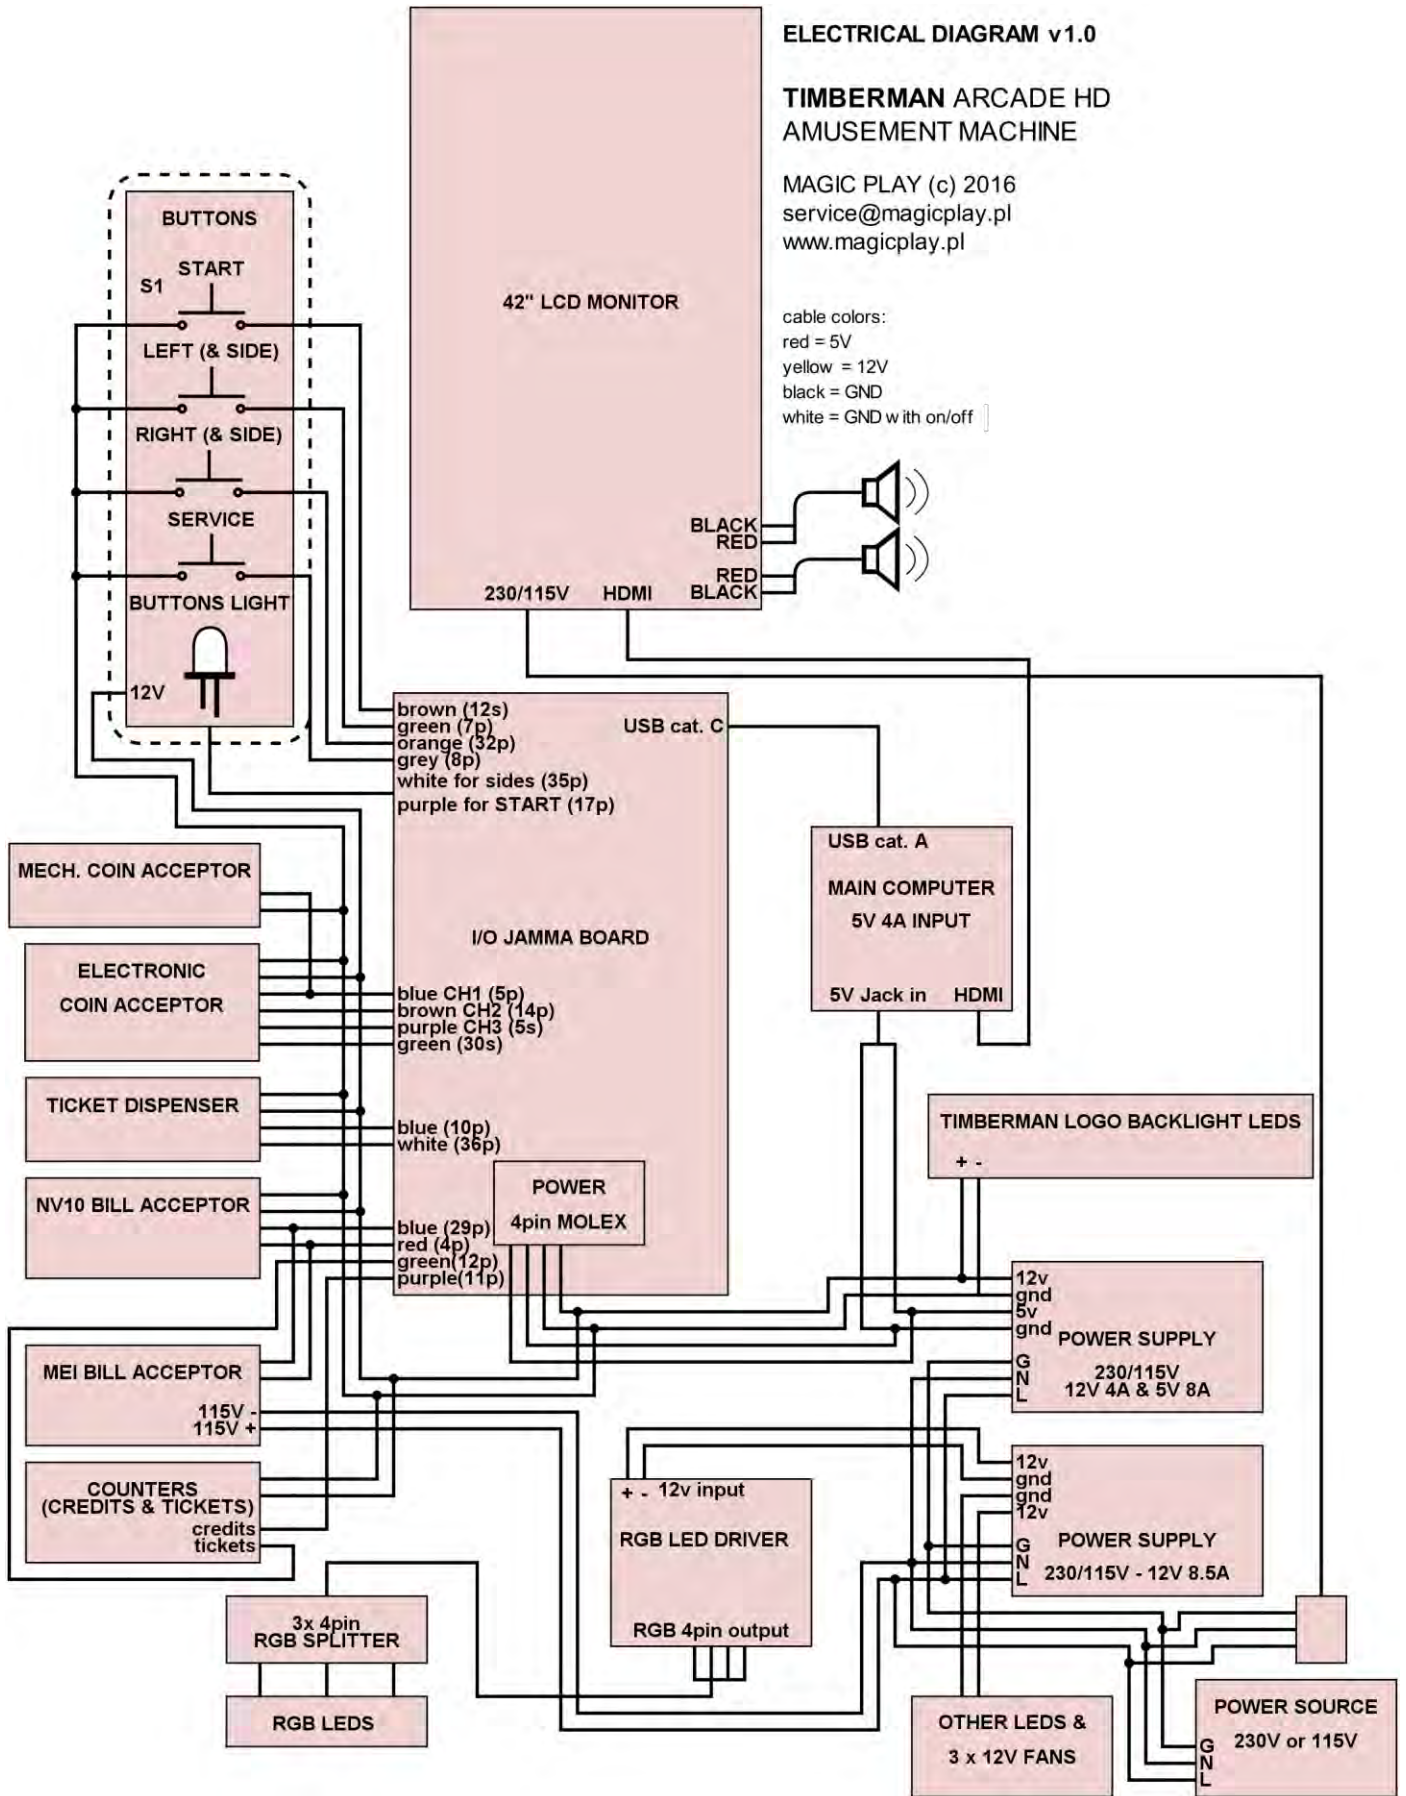 ELECTRICAL DIAGRAM v1.0
TIMBERMAN ARCADE HD
AMUSEMENT MACHINE
MAGIC PLAY (c) 2016
service@magicplay.pl
www.magicplay.pl
cable colors:
red = 5V
yellow = 12V
black = GND
white = GND with on/off
42" LCD MONITOR
BLACK
RED
RED
BLACK
230/115V
HDMI
BUTTONS
START
S1
LEFT (& SIDE)
RIGHT (& SIDE)
SERVICE
BUTTONS LIGHT
12V
brown (12s)
green (7p)
orange (32p)
grey (8p)
white for sides (35p)
purple for START (17p)
USB cat. C
I/O JAMMA BOARD
blue CH1 (5p)
brown CH2 (14p)
purple CH3 (5s)
green (30s)
blue (10p)
white (36p)
blue (29p)
red (4p)
green(12p)
purple(11p)
POWER
4pin MOLEX
USB cat. A
MAIN COMPUTER
5V 4A INPUT
5V Jack in
HDMI
MECH. COIN ACCEPTOR
ELECTRONIC
COIN ACCEPTOR
TICKET DISPENSER
NV10 BILL ACCEPTOR
MEI BILL ACCEPTOR
115V -
115V +
COUNTERS
(CREDITS & TICKETS)
credits
tickets
3x 4pin
RGB SPLITTER
RGB LEDS
+ - 12v input
RGB LED DRIVER
RGB 4pin output
TIMBERMAN LOGO BACKLIGHT LEDS
+ -
12v
gnd
5v
gnd
POWER SUPPLY
230/115V
12V 4A & 5V 8A
G
N
L
12v
gnd
gnd
12v
POWER SUPPLY
230/115V - 12V 8.5A
G
N
L
OTHER LEDS &
3 x 12V FANS
POWER SOURCE
230V or 115V
G
N
L